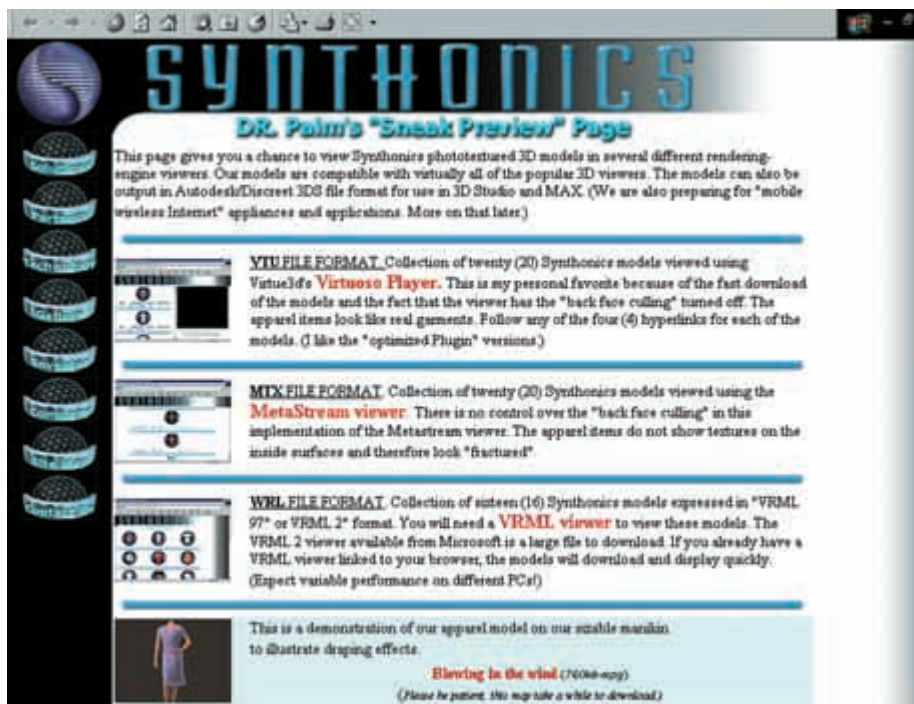 SYNTHONICS
DR. Palm's "Sneak Preview" Page
This page gives you a chance to view Synthonics phototextured 3D models in several different rendering-
engine viewers. Our models are compatible with virtually all of the popular 3D viewers. The models can also be
output in Autodesk/Discreet 3DS file format for use in 3D Studio and MAX. (We are also preparing for "mobile
wireless Internet" appliances and applications. More on that later.)
VTU FILE FORMAT. Collection of twenty (20) Synthonics models viewed using
Virtue3d's Virtuoso Player. This is my personal favorite because of the fast download
of the models and the fact that the viewer has the "back face culling" turned off. The
apparel items look like real garments. Follow any of the four (4) hyperlinks for each of the
models. (I like the "optimized Plugin" versions.)
MTX FILE FORMAT. Collection of twenty (20) Synthonics models viewed using the
MetaStream viewer. There is no control over the "back face culling" in this
implementation of the Metastream viewer. The apparel items do not show textures on the
inside surfaces and therefore look "fractured".
WRL FILE FORMAT. Collection of sixteen (16) Synthonics models expressed in "VRML
97" or VRML 2" format. You will need a VRML viewer to view these models. The
VRML 2 viewer available from Microsoft is a large file to download. If you already have a
VRML viewer linked to your browser, the models will download and display quickly.
(Expect variable performance on different PCs!)
This is a demonstration of our apparel model on our sizable manikin
to illustrate draping effects.
Blowing in the wind (760kb-mpg)
(Please be patient, this may take a while to download.)